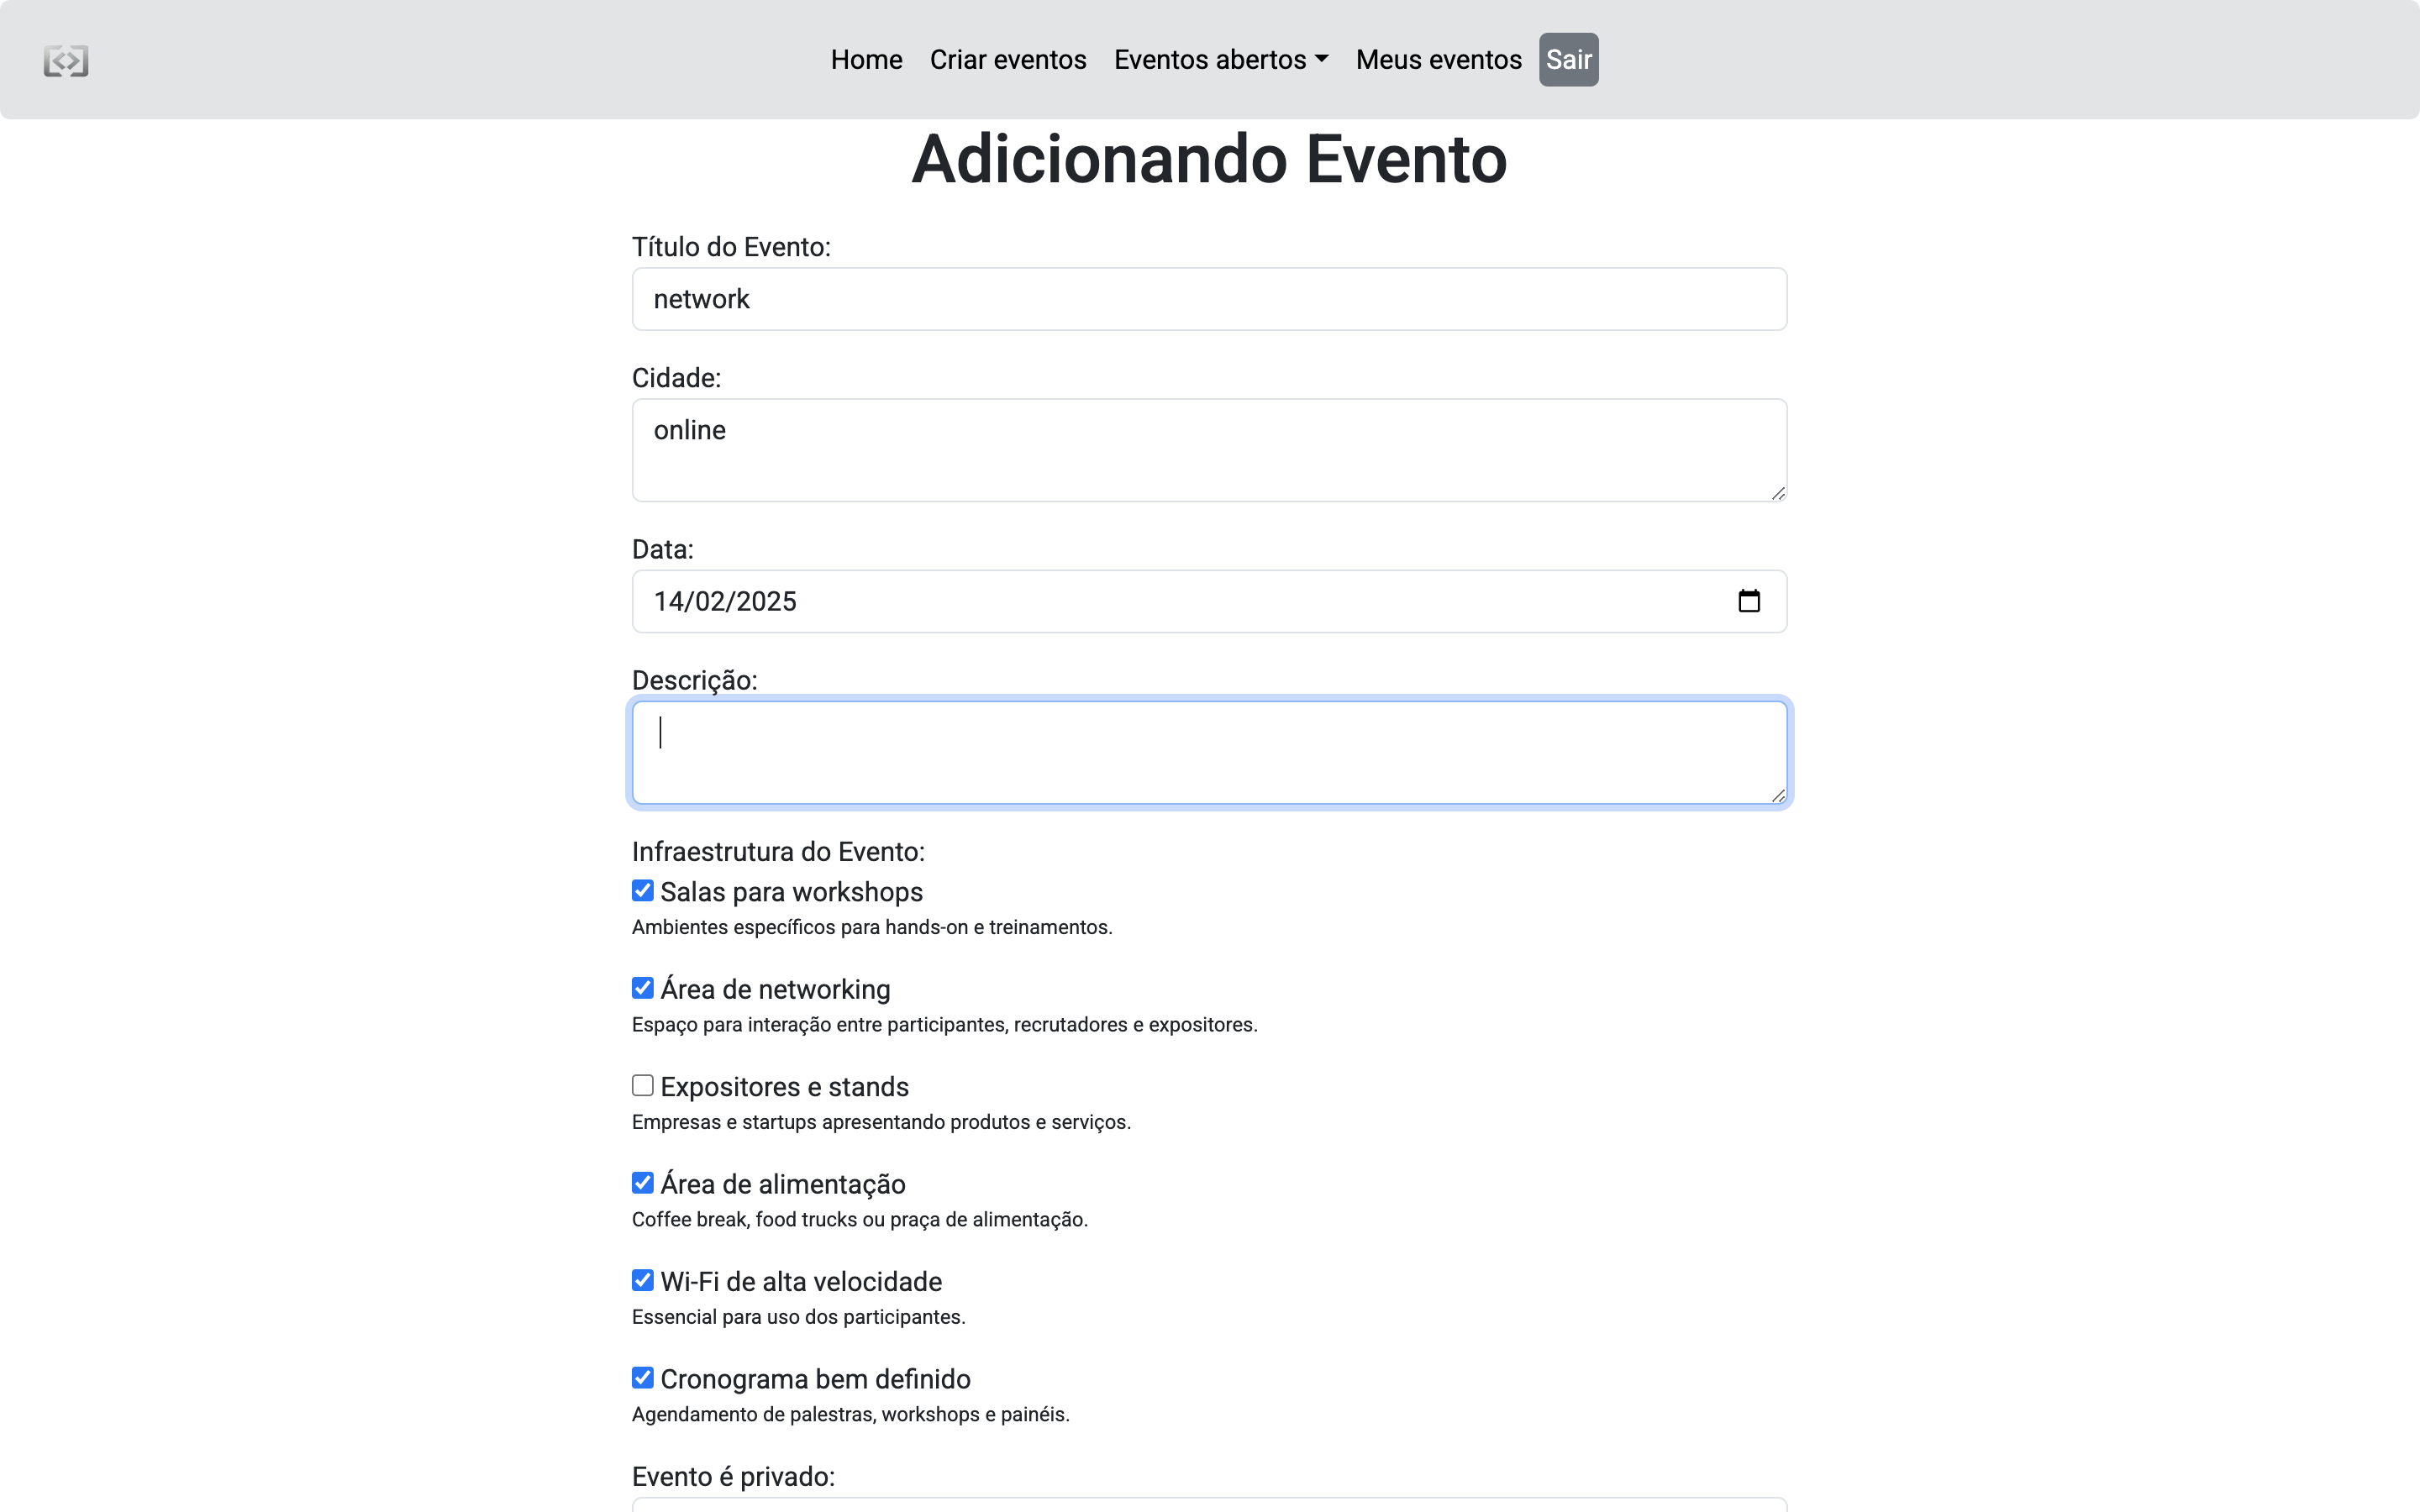 Home Criar eventos Eventos abertos Meus eventos Sair
Adicionando Evento
Título do Evento:
network
Cidade:
online
Data:
14/02/2025
Descrição:
Infraestrutura do Evento:
Salas para workshops
Ambientes específicos para hands-on e treinamentos.
Área de networking
Espaço para interação entre participantes, recrutadores e expositores.
Expositores e stands
Empresas e startups apresentando produtos e serviços.
Área de alimentação
Coffee break, food trucks ou praça de alimentação.
Wi-Fi de alta velocidade
Essencial para uso dos participantes.
Cronograma bem definido
Agendamento de palestras, workshops e painéis.
Evento é privado: